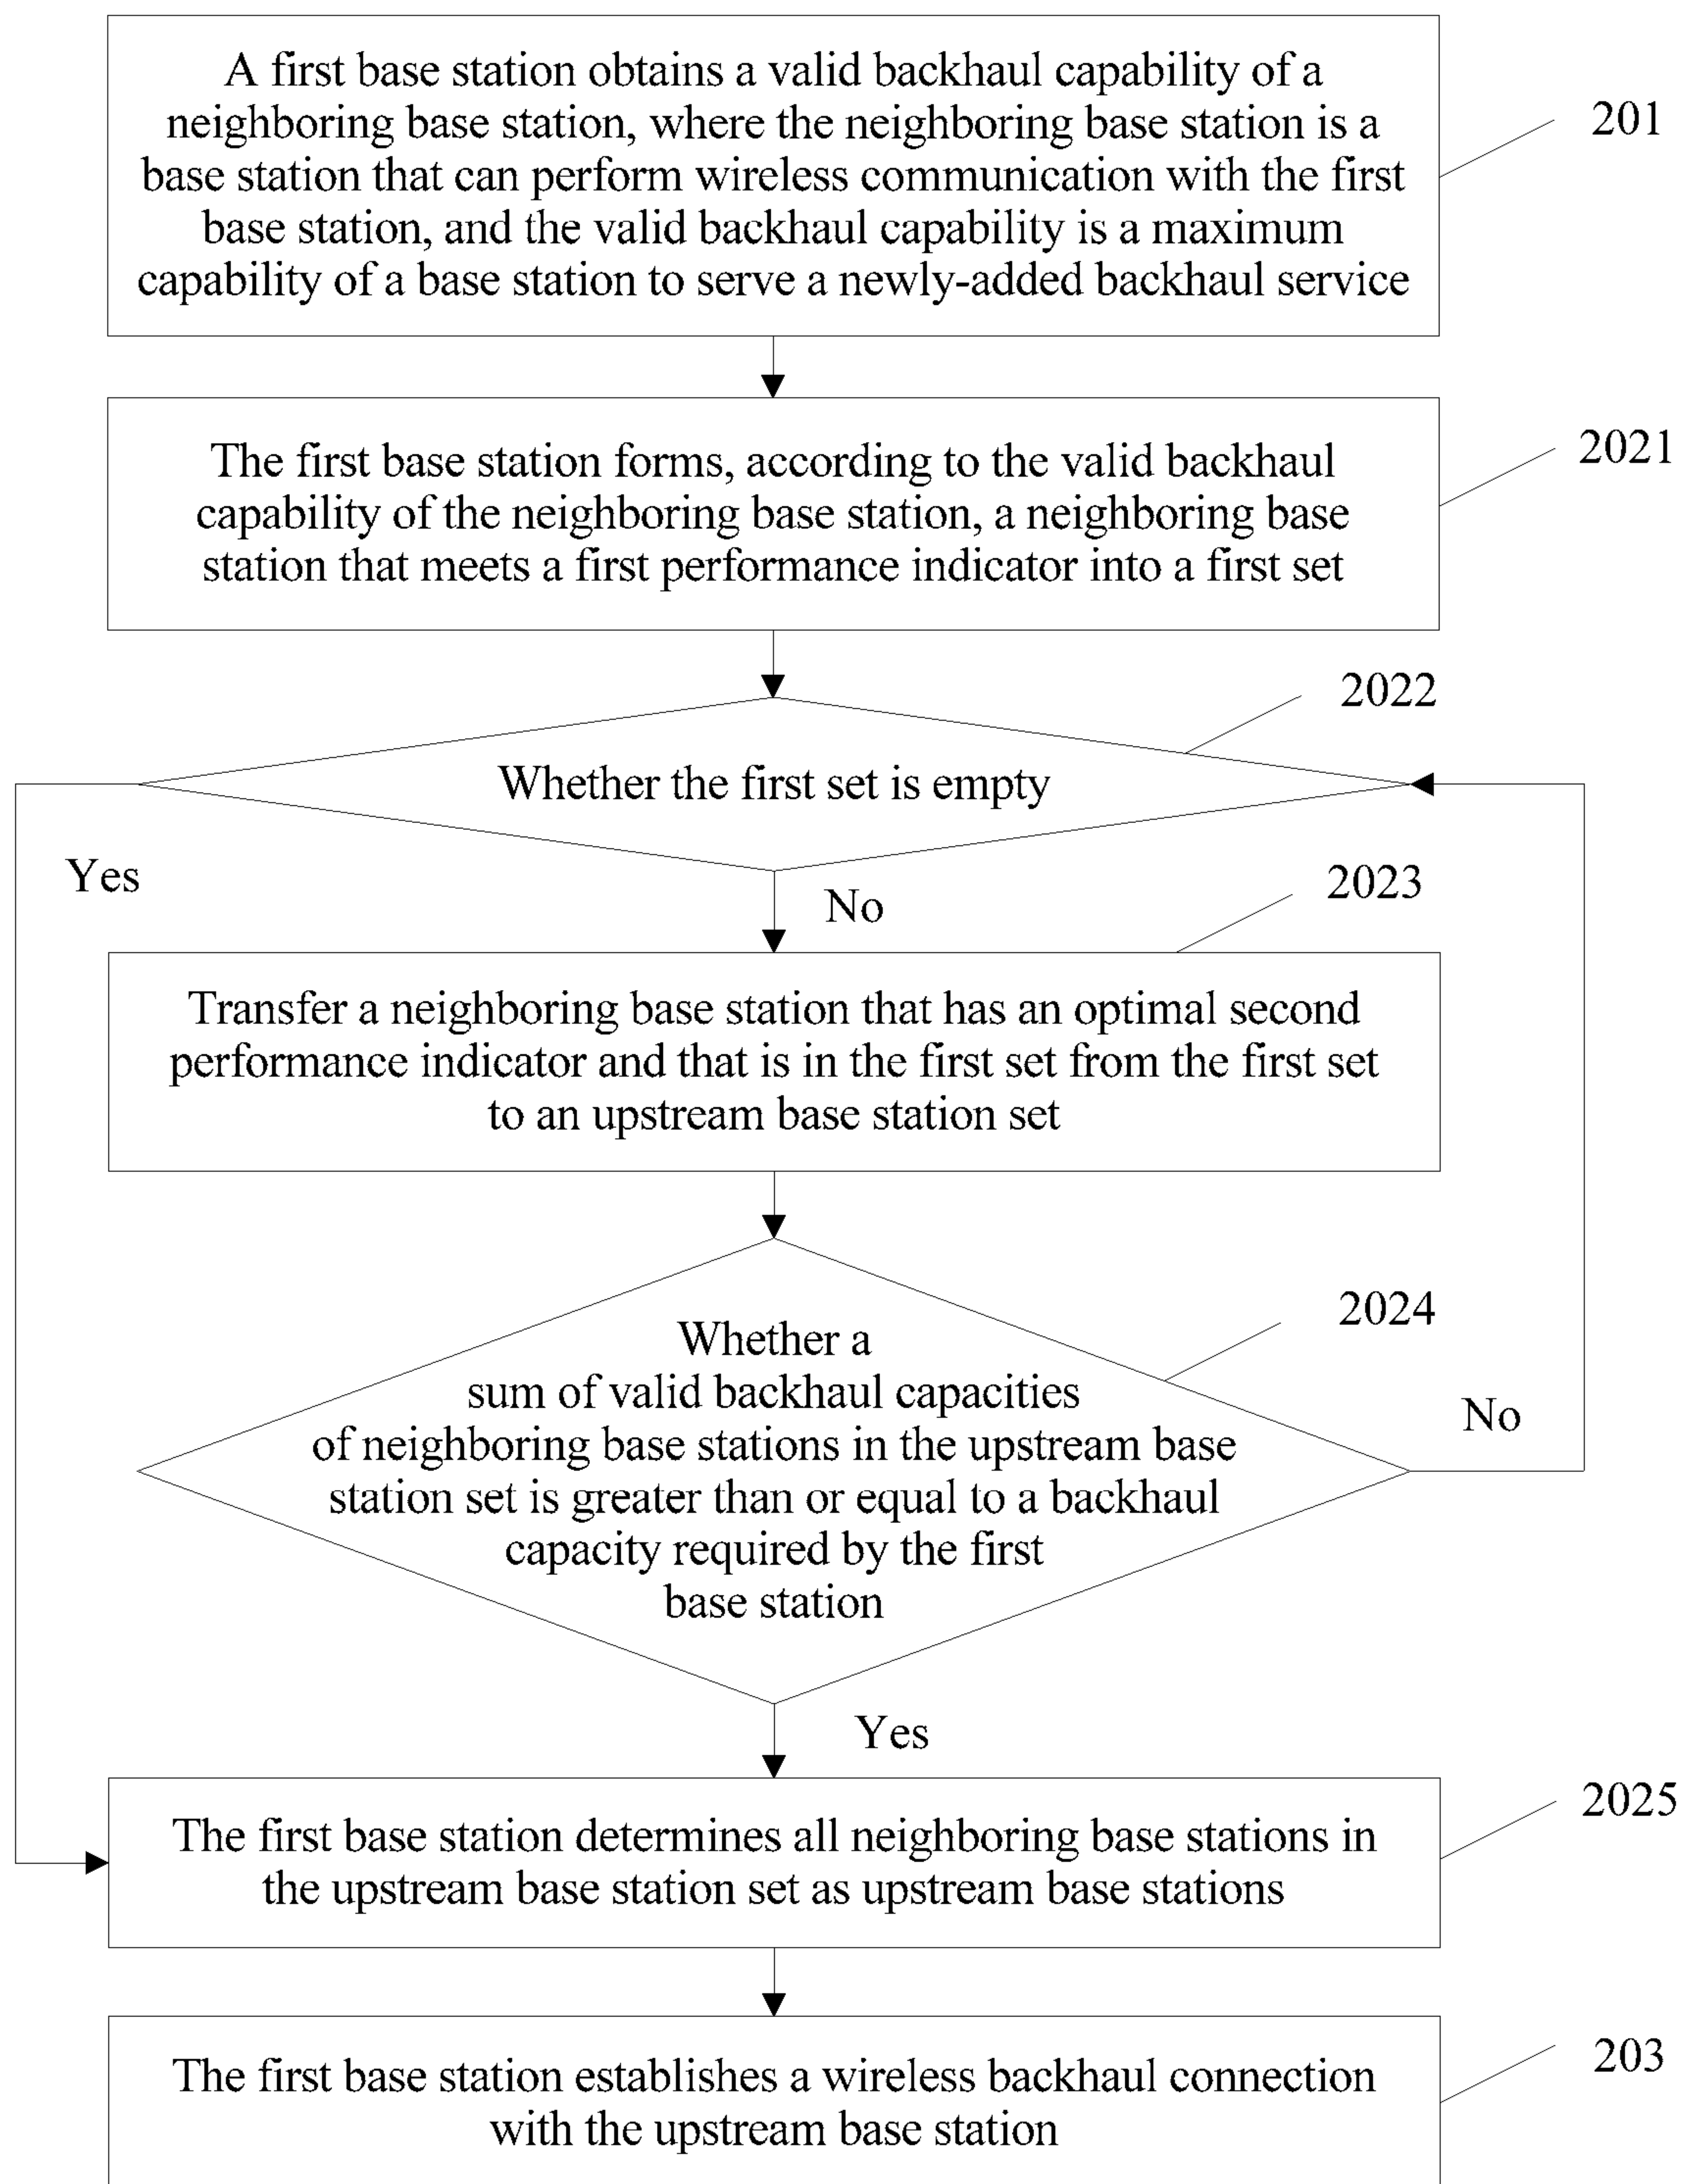 A first base station obtains a valid backhaul capability of a
neighboring base station, where the neighboring base station is a
base station that can perform wireless communication with the first
base station, and the valid backhaul capability is a maximum
capability of a base station to serve a newly-added backhaul service
201
The first base station forms, according to the valid backhaul
capability of the neighboring base station, a neighboring base
station that meets a first performance indicator into a first set
2021
2022
Whether the first set is empty
Yes
No
2023
Transfer a neighboring base station that has an optimal second
performance indicator and that is in the first set from the first set
to an upstream base station set
2024
Whether a
sum of valid backhaul capacities
of neighboring base stations in the upstream base
station set is greater than or equal to a backhaul
capacity required by the first
base station
No
Yes
2025
The first base station determines all neighboring base stations in
the upstream base station set as upstream base stations
203
The first base station establishes a wireless backhaul connection
with the upstream base station